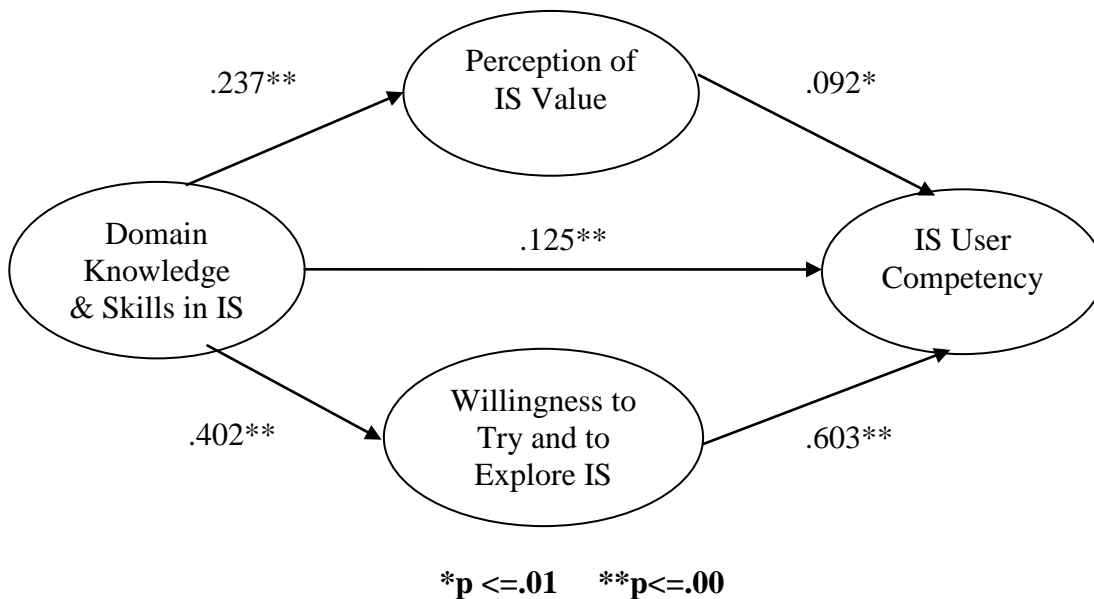 Perception of
IS Value
.237**
.092*
Domain
Knowledge
& Skills in IS
.125**
IS User
Competency
Willingness to
Try and to
Explore IS
.402**
.603**
*p <=.01 **p<=.00